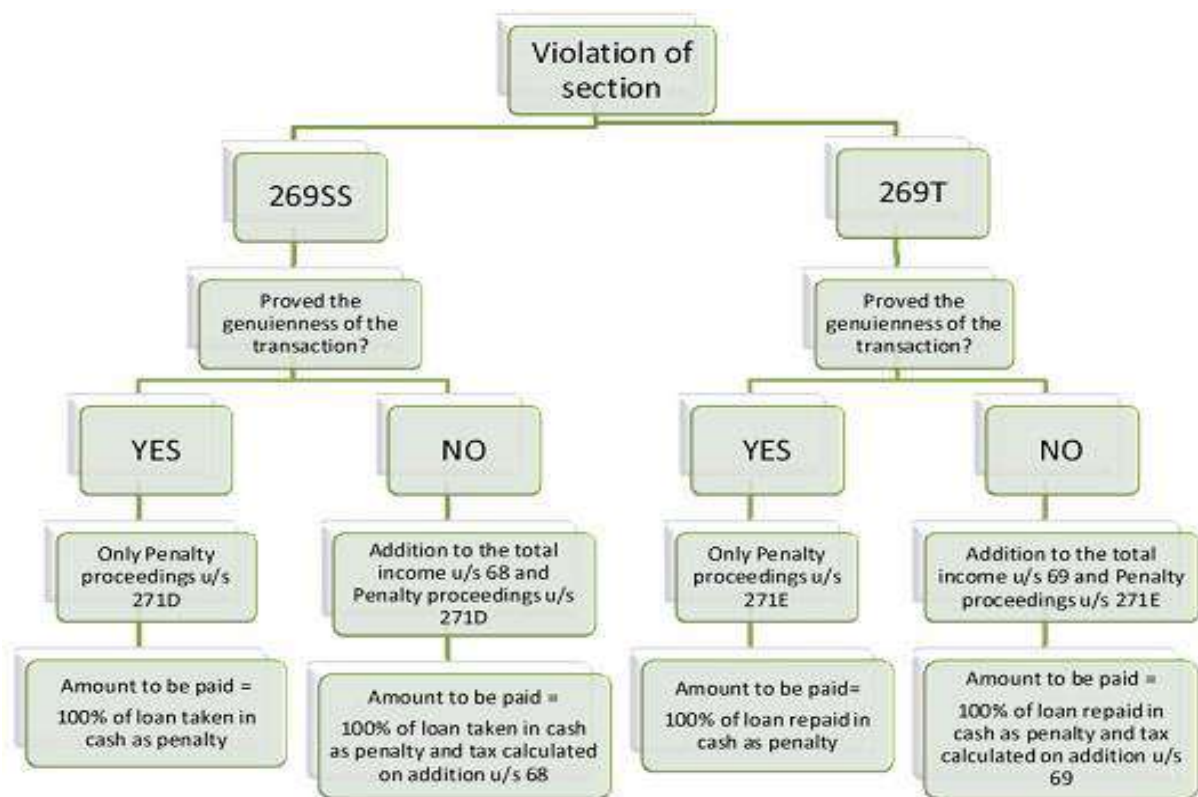 Violation of
section
269SS
269T
Proved the
genuienness of the
transaction?
Proved the
genuienness of the
transaction?
YES
NO
YES
NO
Only Penalty
proceedings u/s
271D
Addition to the total
income u/s 68 and
Penalty proceedings u/s
271D
Only Penalty
proceedings u/s
271E
Addition to the total
income u/s 69 and Penalty
proceedings u/s 271E
Amount to be paid =
100% of loan taken in
cash as penalty
Amount to be paid =
100% of loan taken in cash
as penalty and tax calculated
on addition u/s 68
Amount to be paid=
100% of loan repaid in
cash as penalty
Amount to be paid =
100% of loan repaid in
cash as penalty and tax
calculated on addition u/s
69